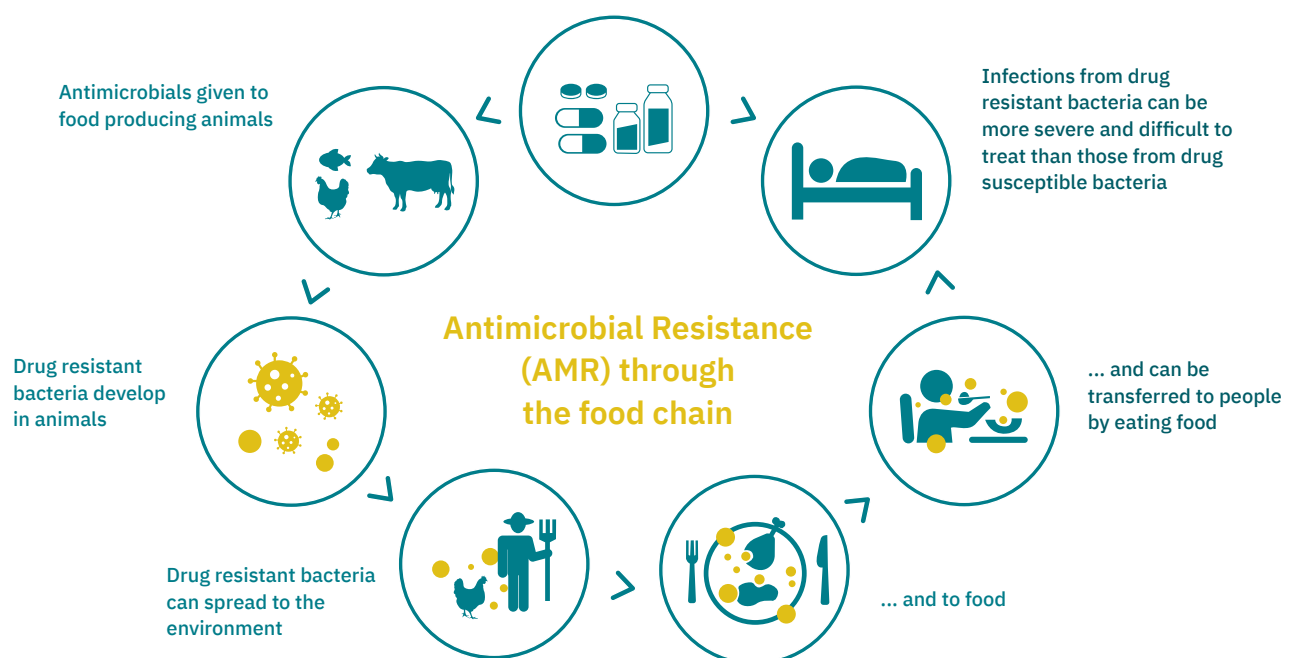 Antimicrobial Resistance
(AMR) through
the food chain
Antimicrobials given to
food producing animals
Drug resistant
bacteria develop
in animals
Drug resistant bacteria
can spread to the
environment
... and to food
... and can be
transferred to people
by eating food
Infections from drug
resistant bacteria can be
more severe and difficult to
treat than those from drug
susceptible bacteria